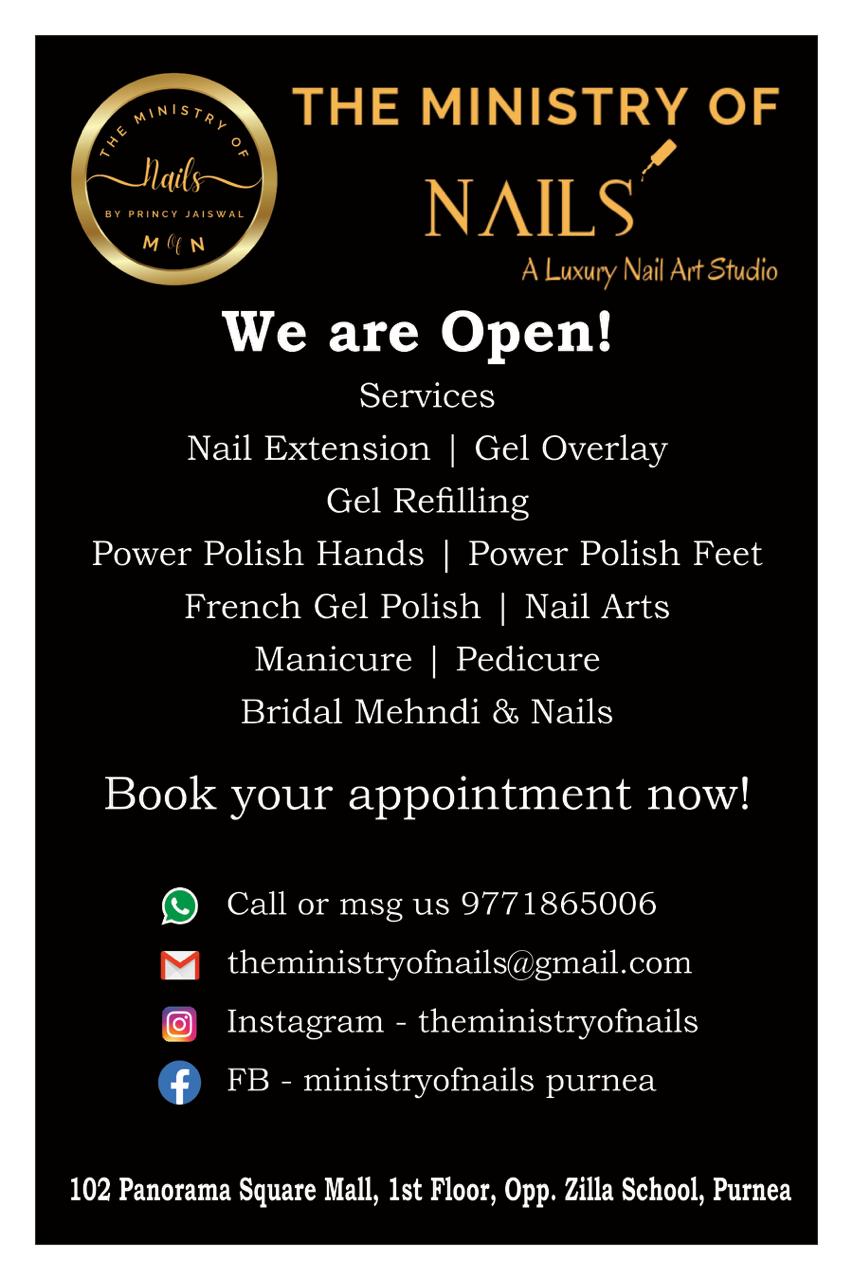 THE MINISTRY OF
Nails
BY PRINCY JAISWAL
M Of N
THE MINISTRY OF
NAILS
A Luxury Nail Art Studio
We are Open!
Services
Nail Extension | Gel Overlay
Gel Refilling
Power Polish Hands | Power Polish Feet
French Gel Polish | Nail Arts
Manicure | Pedicure
Bridal Mehndi & Nails
Book your appointment now!
Call or msg us 9771865006
theministryofnails@gmail.com
Instagram - theministryofnails
FB - ministryofnails purnea
102 Panorama Square Mall, 1st Floor, Opp. Zilla School, Purnea